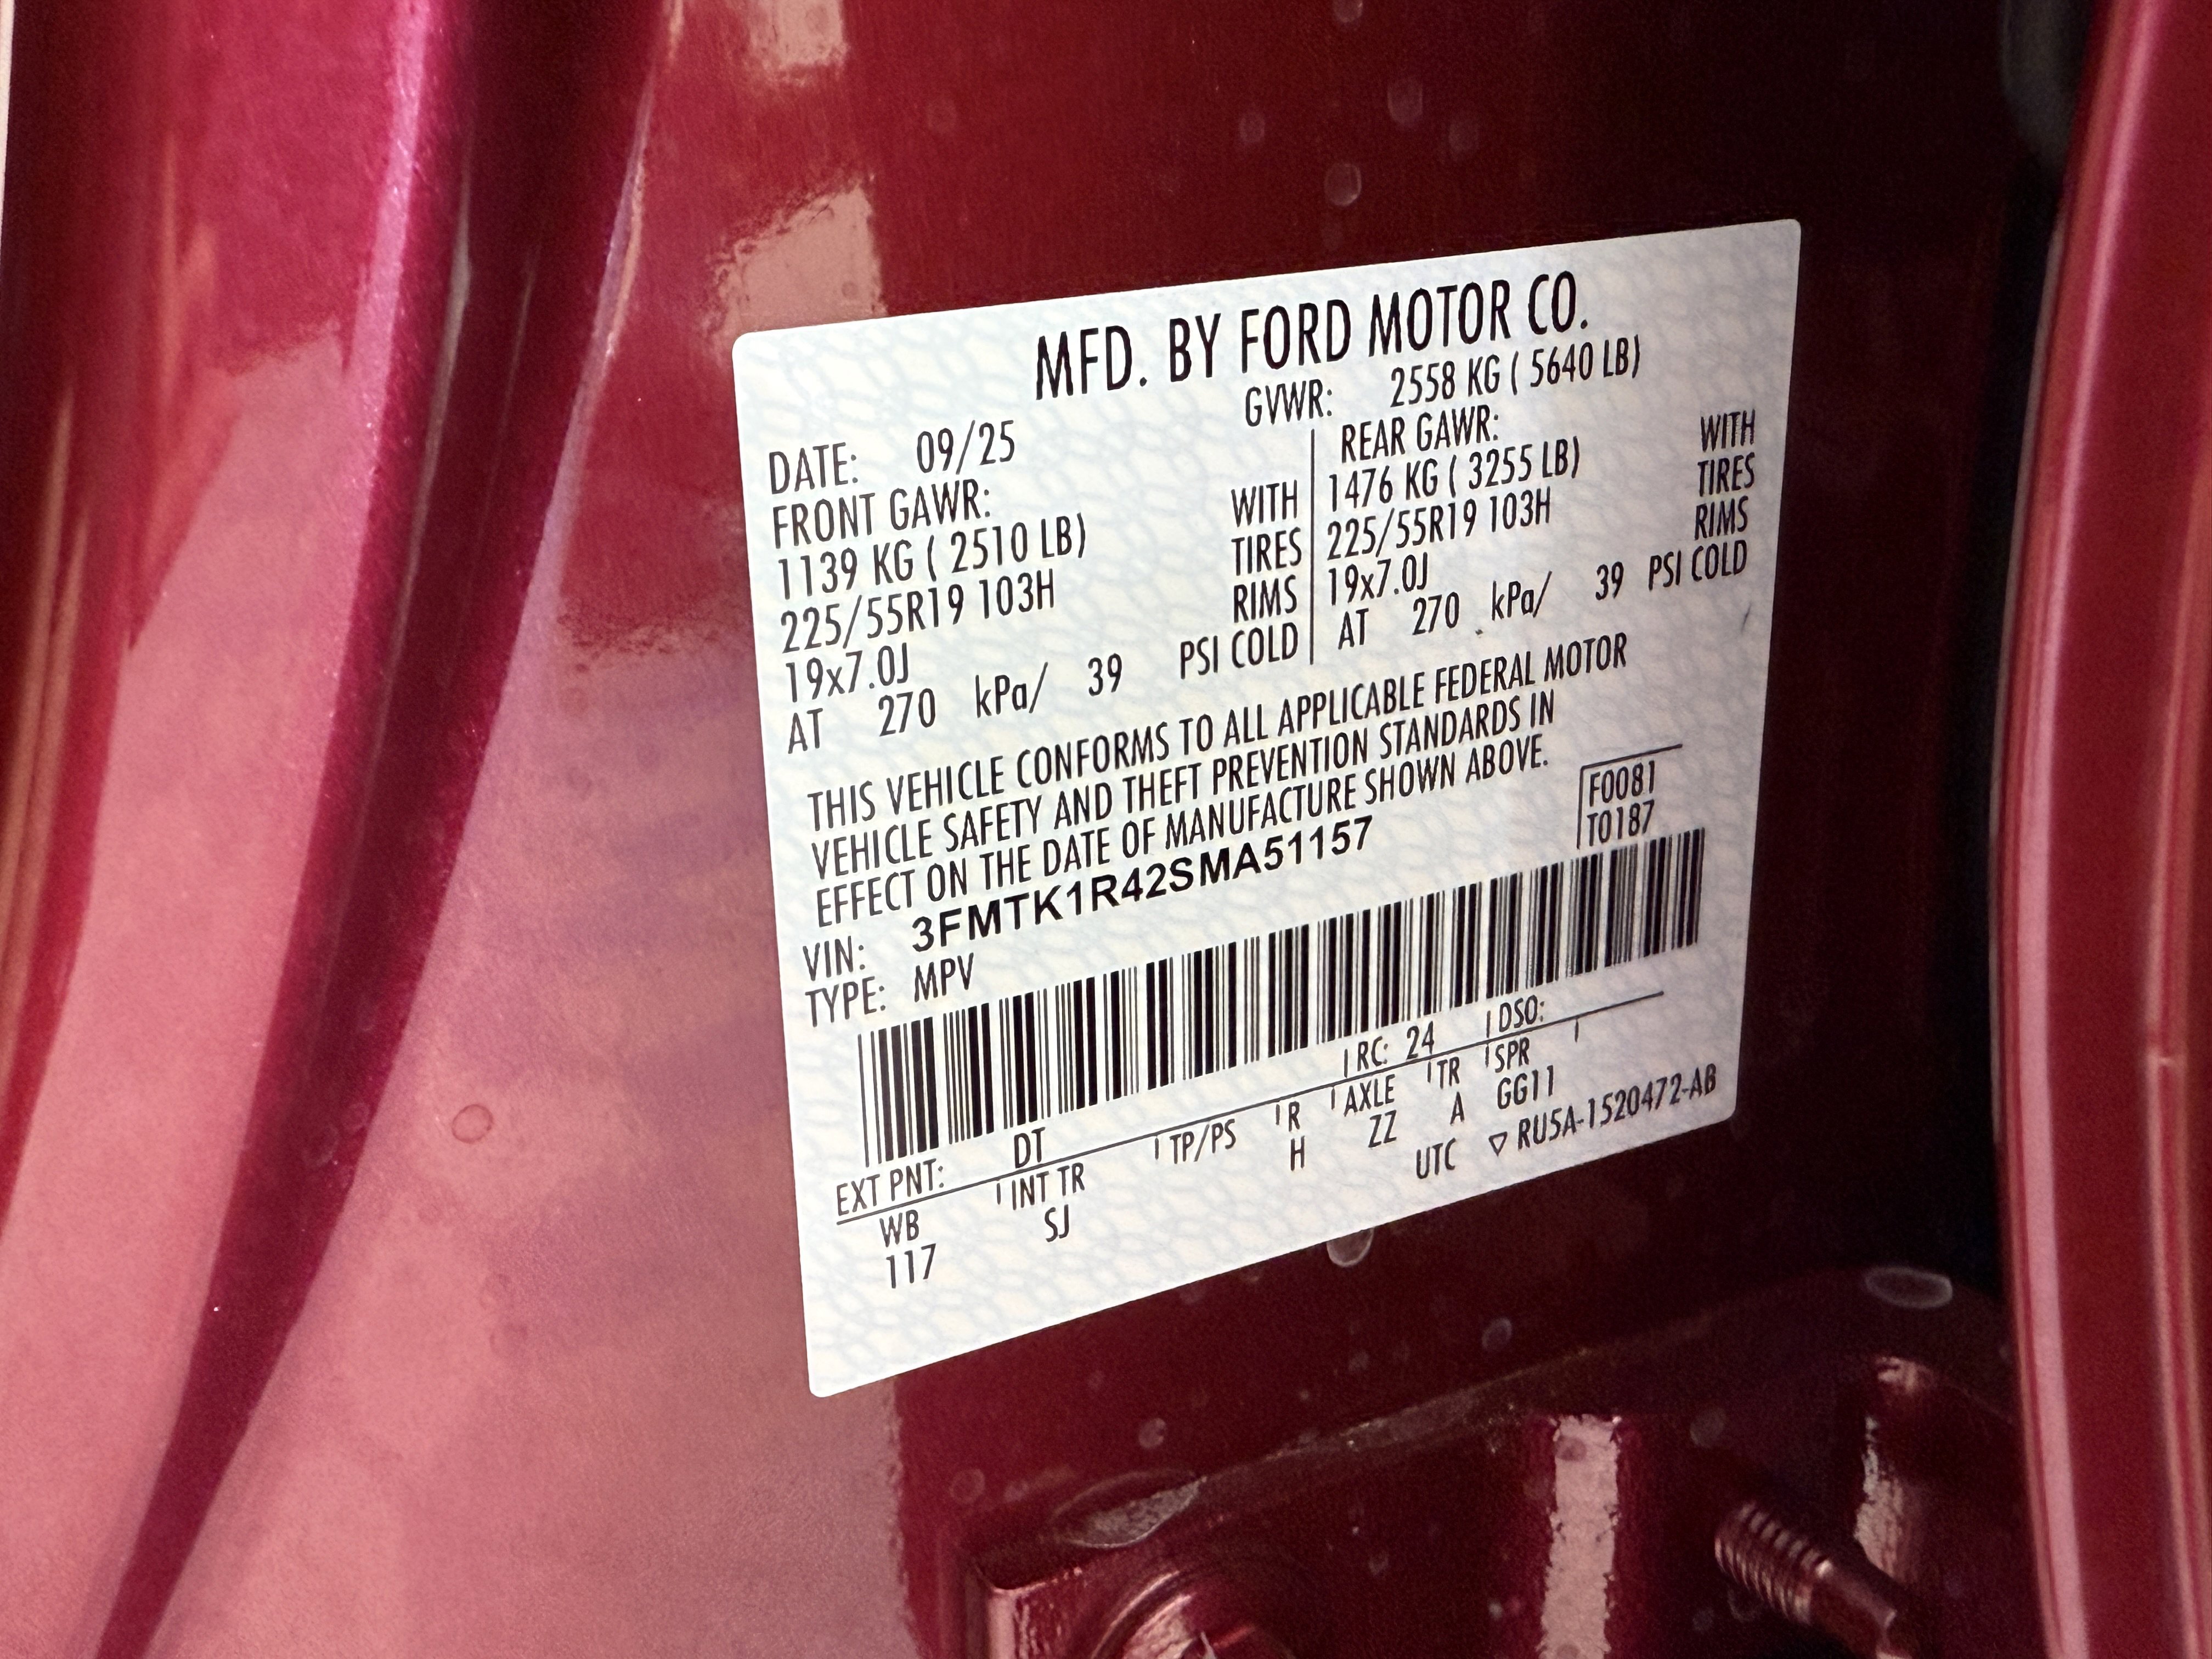 MFD. BY FORD MOTOR CO.
DATE: 09/25 GVWR: 2558 KG ( 5640 LB)
FRONT GAWR: REAR GAWR:
1139 KG ( 2510 LB) WITH 1476 KG ( 3255 LB) WITH
225/55R19 103H TIRES 225/55R19 103H TIRES
19x7.0J RIMS 19x7.0J RIMS
AT 270 kPa/ 39 PSI COLD AT 270 kPa/ 39 PSI COLD
THIS VEHICLE CONFORMS TO ALL APPLICABLE FEDERAL MOTOR
VEHICLE SAFETY AND THEFT PREVENTION STANDARDS IN
EFFECT ON THE DATE OF MANUFACTURE SHOWN ABOVE.
F0081
VIN: 3FMTK1R42SMA51157 T0187
TYPE: MPV
EXT PNT: DT RC: 24 DSO:
WB INT TR TP/PS R AXLE TR SPR
117 SJ H ZZ A GG11
UTC ▽ RU5A-1520472-AB